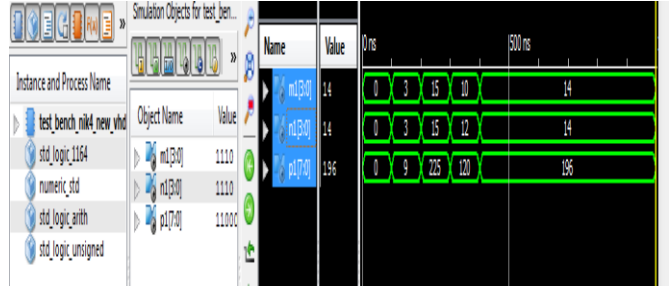 Simulation Objects for test_ben...
Instance and Process Name
test_bench_nik4_new_vhd
std_logic_1164
numeric_std
std_logic_arith
std_logic_unsigned
Object Name Value
m1[3:0] 1110
n1[3:0] 1110
p1[7:0] 11000
Name Value
m1[3:0] 14
n1[3:0] 14
p1[7:0] 196
0 ns 500 ns
0 3 15 10 14
0 3 15 12 14
0 9 225 120 196